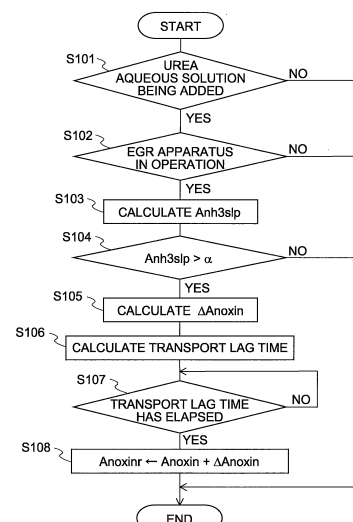 START
S101
UREA
AQUEOUS SOLUTION
BEING ADDED
NO
YES
S102
EGR APPARATUS
IN OPERATION
NO
YES
S103
CALCULATE Anh3slp
S104
Anh3slp > α
NO
YES
S105
CALCULATE ΔAnoxin
S106
CALCULATE TRANSPORT LAG TIME
S107
TRANSPORT LAG TIME
HAS ELAPSED
NO
YES
S108
Anoxinr ← Anoxin + ΔAnoxin
END